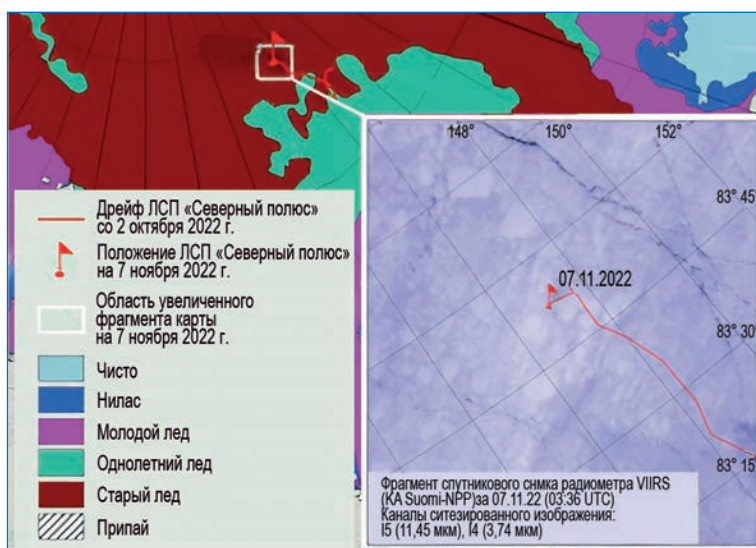 148°
150°
152°
83° 45'
07.11.2022
83° 30'
83° 15'
Дрейф ЛСП «Северный полюс»
со 2 октября 2022 г.
Положение ЛСП «Северный полюс»
на 7 ноября 2022 г.
Область увеличенного
фрагмента карты
на 7 ноября 2022 г.
Чисто
Нилас
Молодой лед
Однолетний лед
Старый лед
Припай
Фрагмент спутникового снмка радиометра VIIRS
(КА Suomi-NPP)за 07.11.22 (03:36 UTC)
Каналы ситезированного изображения:
I5 (11,45 мкм), I4 (3,74 мкм)